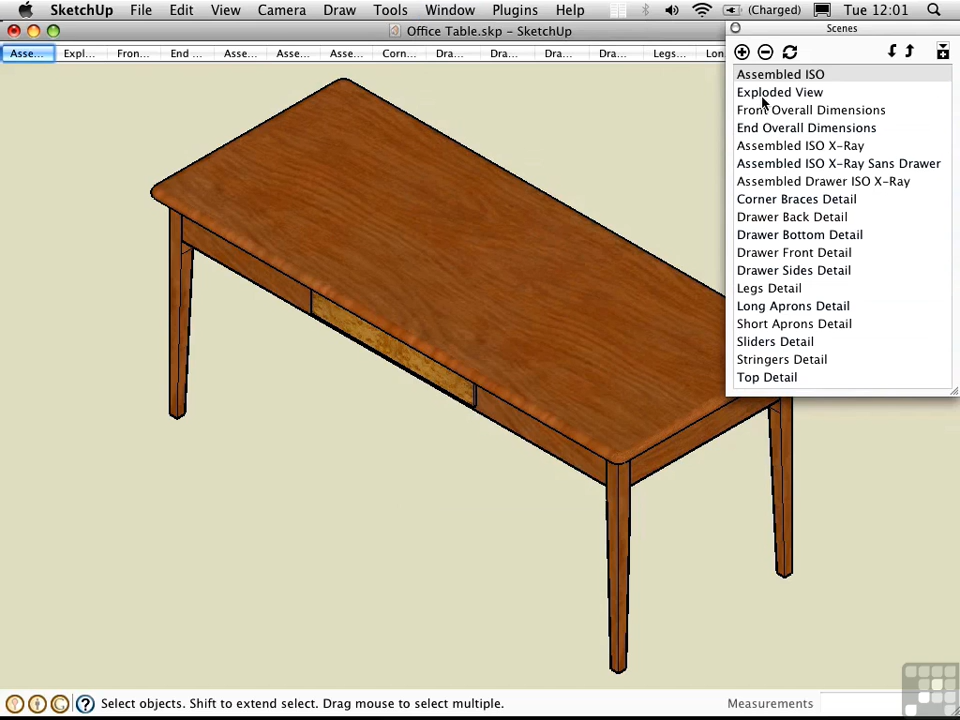 SketchUp File Edit View Camera Draw Tools Window Plugins Help (Charged) Tue 12:01
Office Table.skp – SketchUp
Asse... Expl... Fron... End ... Asse... Asse... Asse... Corn... Dra... Dra... Dra... Dra... Legs... Lon
Scenes
Assembled ISO
Exploded View
Front Overall Dimensions
End Overall Dimensions
Assembled ISO X-Ray
Assembled ISO X-Ray Sans Drawer
Assembled Drawer ISO X-Ray
Corner Braces Detail
Drawer Back Detail
Drawer Bottom Detail
Drawer Front Detail
Drawer Sides Detail
Legs Detail
Long Aprons Detail
Short Aprons Detail
Sliders Detail
Stringers Detail
Top Detail
Select objects. Shift to extend select. Drag mouse to select multiple.
Measurements